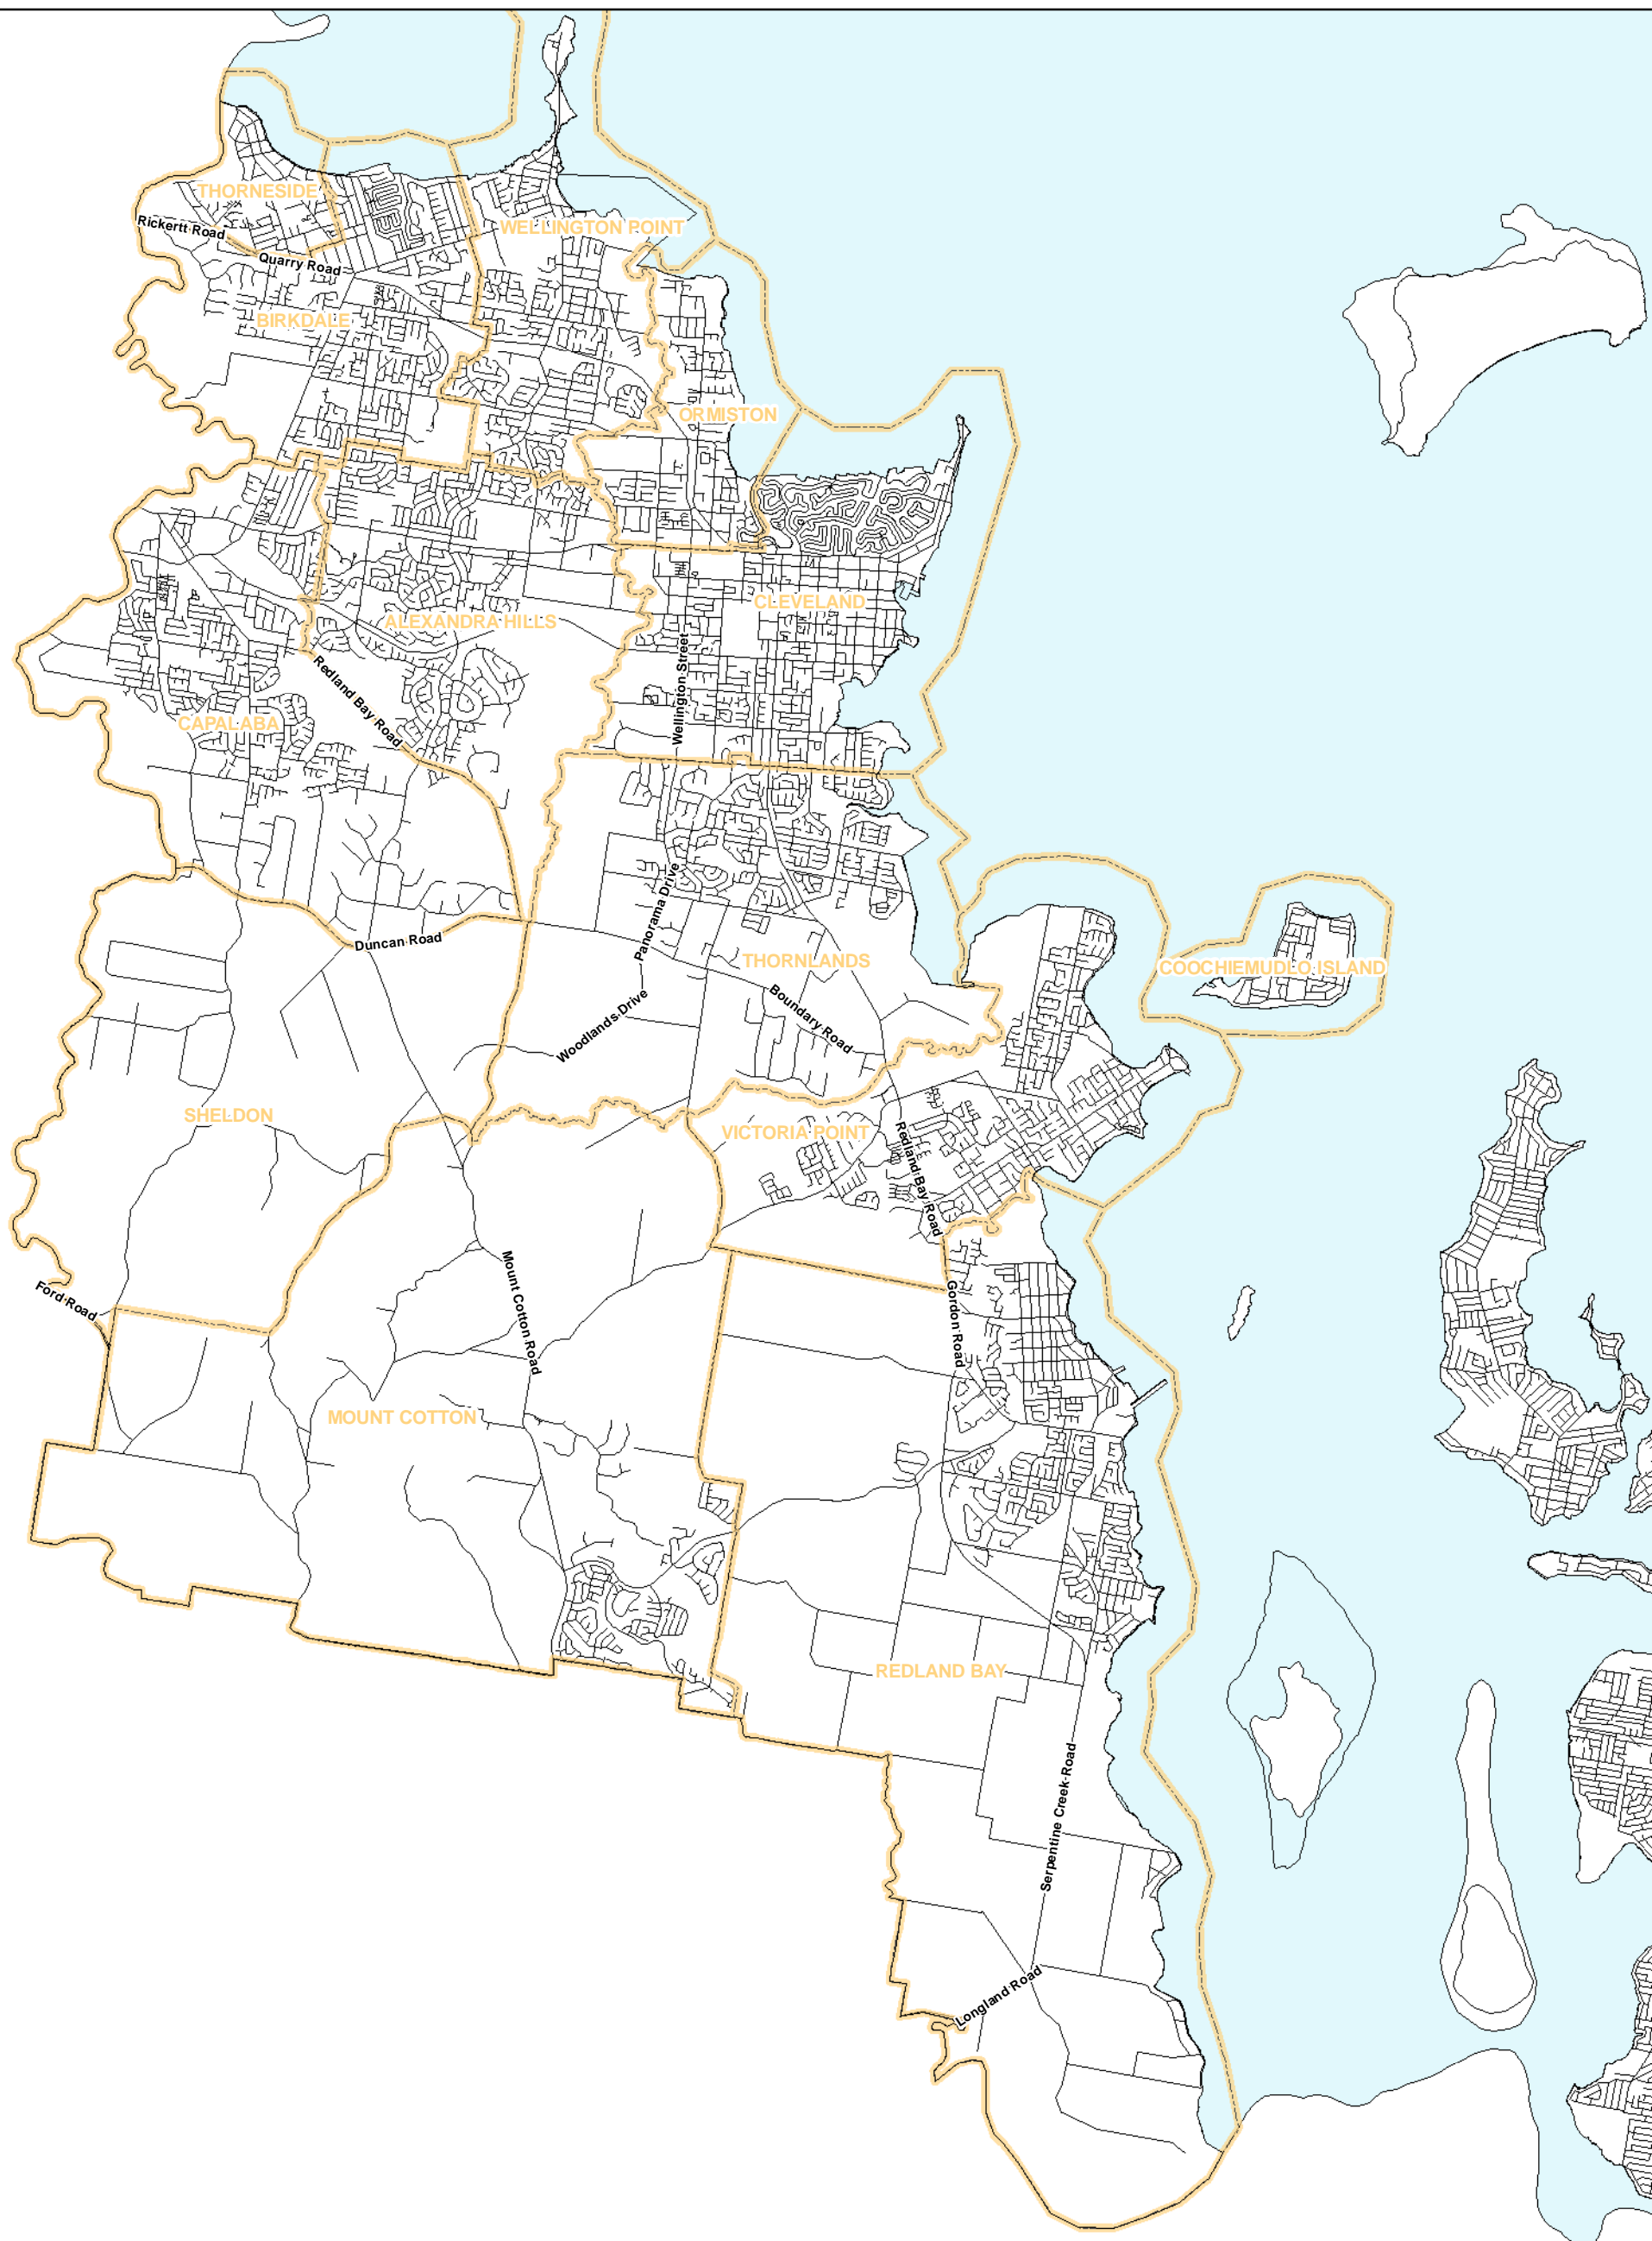 THORNESIDE
Rickertt Road
WELLINGTON POINT
Quarry Road
BIRKDALE
ORMISTON
CLEVELAND
ALEXANDRA HILLS
Wellington Street
Redland Bay Road
CAPALABA
Panorama Drive
Duncan Road
THORNLANDS
COOCHIEMUDLO ISLAND
Boundary Road
Woodlands Drive
SHELDON
VICTORIA POINT
Redland Bay Road
Ford Road
Mount Cotton Road
Gordon Road
MOUNT COTTON
REDLAND BAY
Serpentine Creek Road
Longland Road